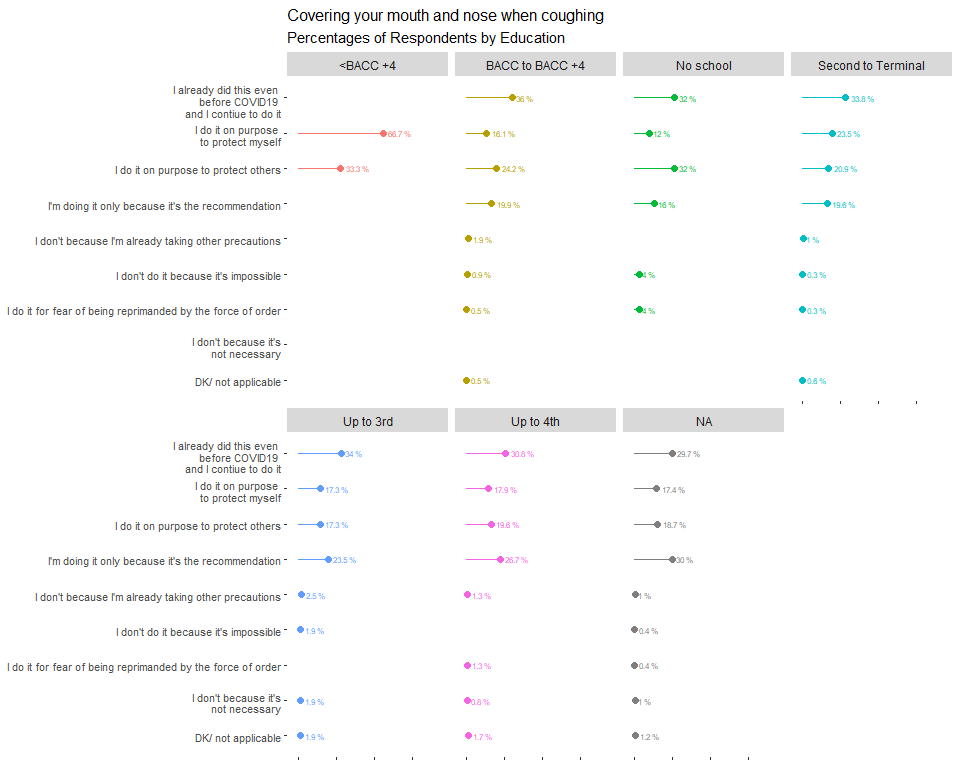 Covering your mouth and nose when coughing
Percentages of Respondents by Education
<BACC +4
BACC to BACC +4
No school
Second to Terminal
I already did this even
before COVID19
and I contiue to do it
36 %
32 %
33.8 %
I do it on purpose
to protect myself
66.7 %
16.1 %
12 %
23.5 %
I do it on purpose to protect others
33.3 %
24.2 %
32 %
20.9 %
I'm doing it only because it's the recommendation
19.9 %
16 %
19.6 %
I don't because I'm already taking other precautions
1.9 %
1 %
I don't do it because it's impossible
0.9 %
4 %
0.3 %
I do it for fear of being reprimanded by the force of order
0.5 %
4 %
0.3 %
I don't because it's
not necessary
DK/ not applicable
0.5 %
0.6 %
Up to 3rd
Up to 4th
NA
I already did this even
before COVID19
and I contiue to do it
34 %
30.8 %
29.7 %
I do it on purpose
to protect myself
17.3 %
17.9 %
17.4 %
I do it on purpose to protect others
17.3 %
19.6 %
18.7 %
I'm doing it only because it's the recommendation
23.5 %
26.7 %
30 %
I don't because I'm already taking other precautions
2.5 %
1.3 %
1 %
I don't do it because it's impossible
1.9 %
0.4 %
I do it for fear of being reprimanded by the force of order
1.3 %
0.4 %
I don't because it's
not necessary
1.9 %
0.8 %
1 %
DK/ not applicable
1.9 %
1.7 %
1.2 %